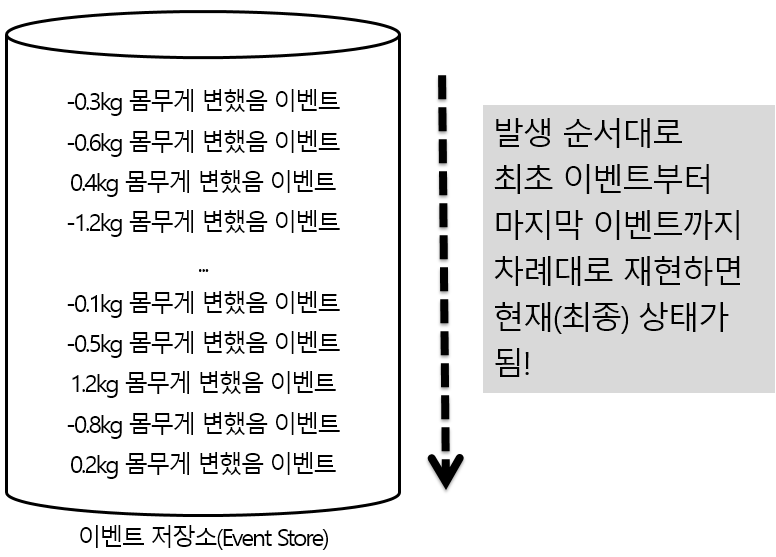 -0.3kg 몸무게 변했음 이벤트
-0.6kg 몸무게 변했음 이벤트
0.4kg 몸무게 변했음 이벤트
-1.2kg 몸무게 변했음 이벤트
...
-0.1kg 몸무게 변했음 이벤트
-0.5kg 몸무게 변했음 이벤트
1.2kg 몸무게 변했음 이벤트
-0.8kg 몸무게 변했음 이벤트
0.2kg 몸무게 변했음 이벤트
이벤트 저장소(Event Store)
발생 순서대로
최초 이벤트부터
마지막 이벤트까지
차례대로 재현하면
현재(최종) 상태가
됨!